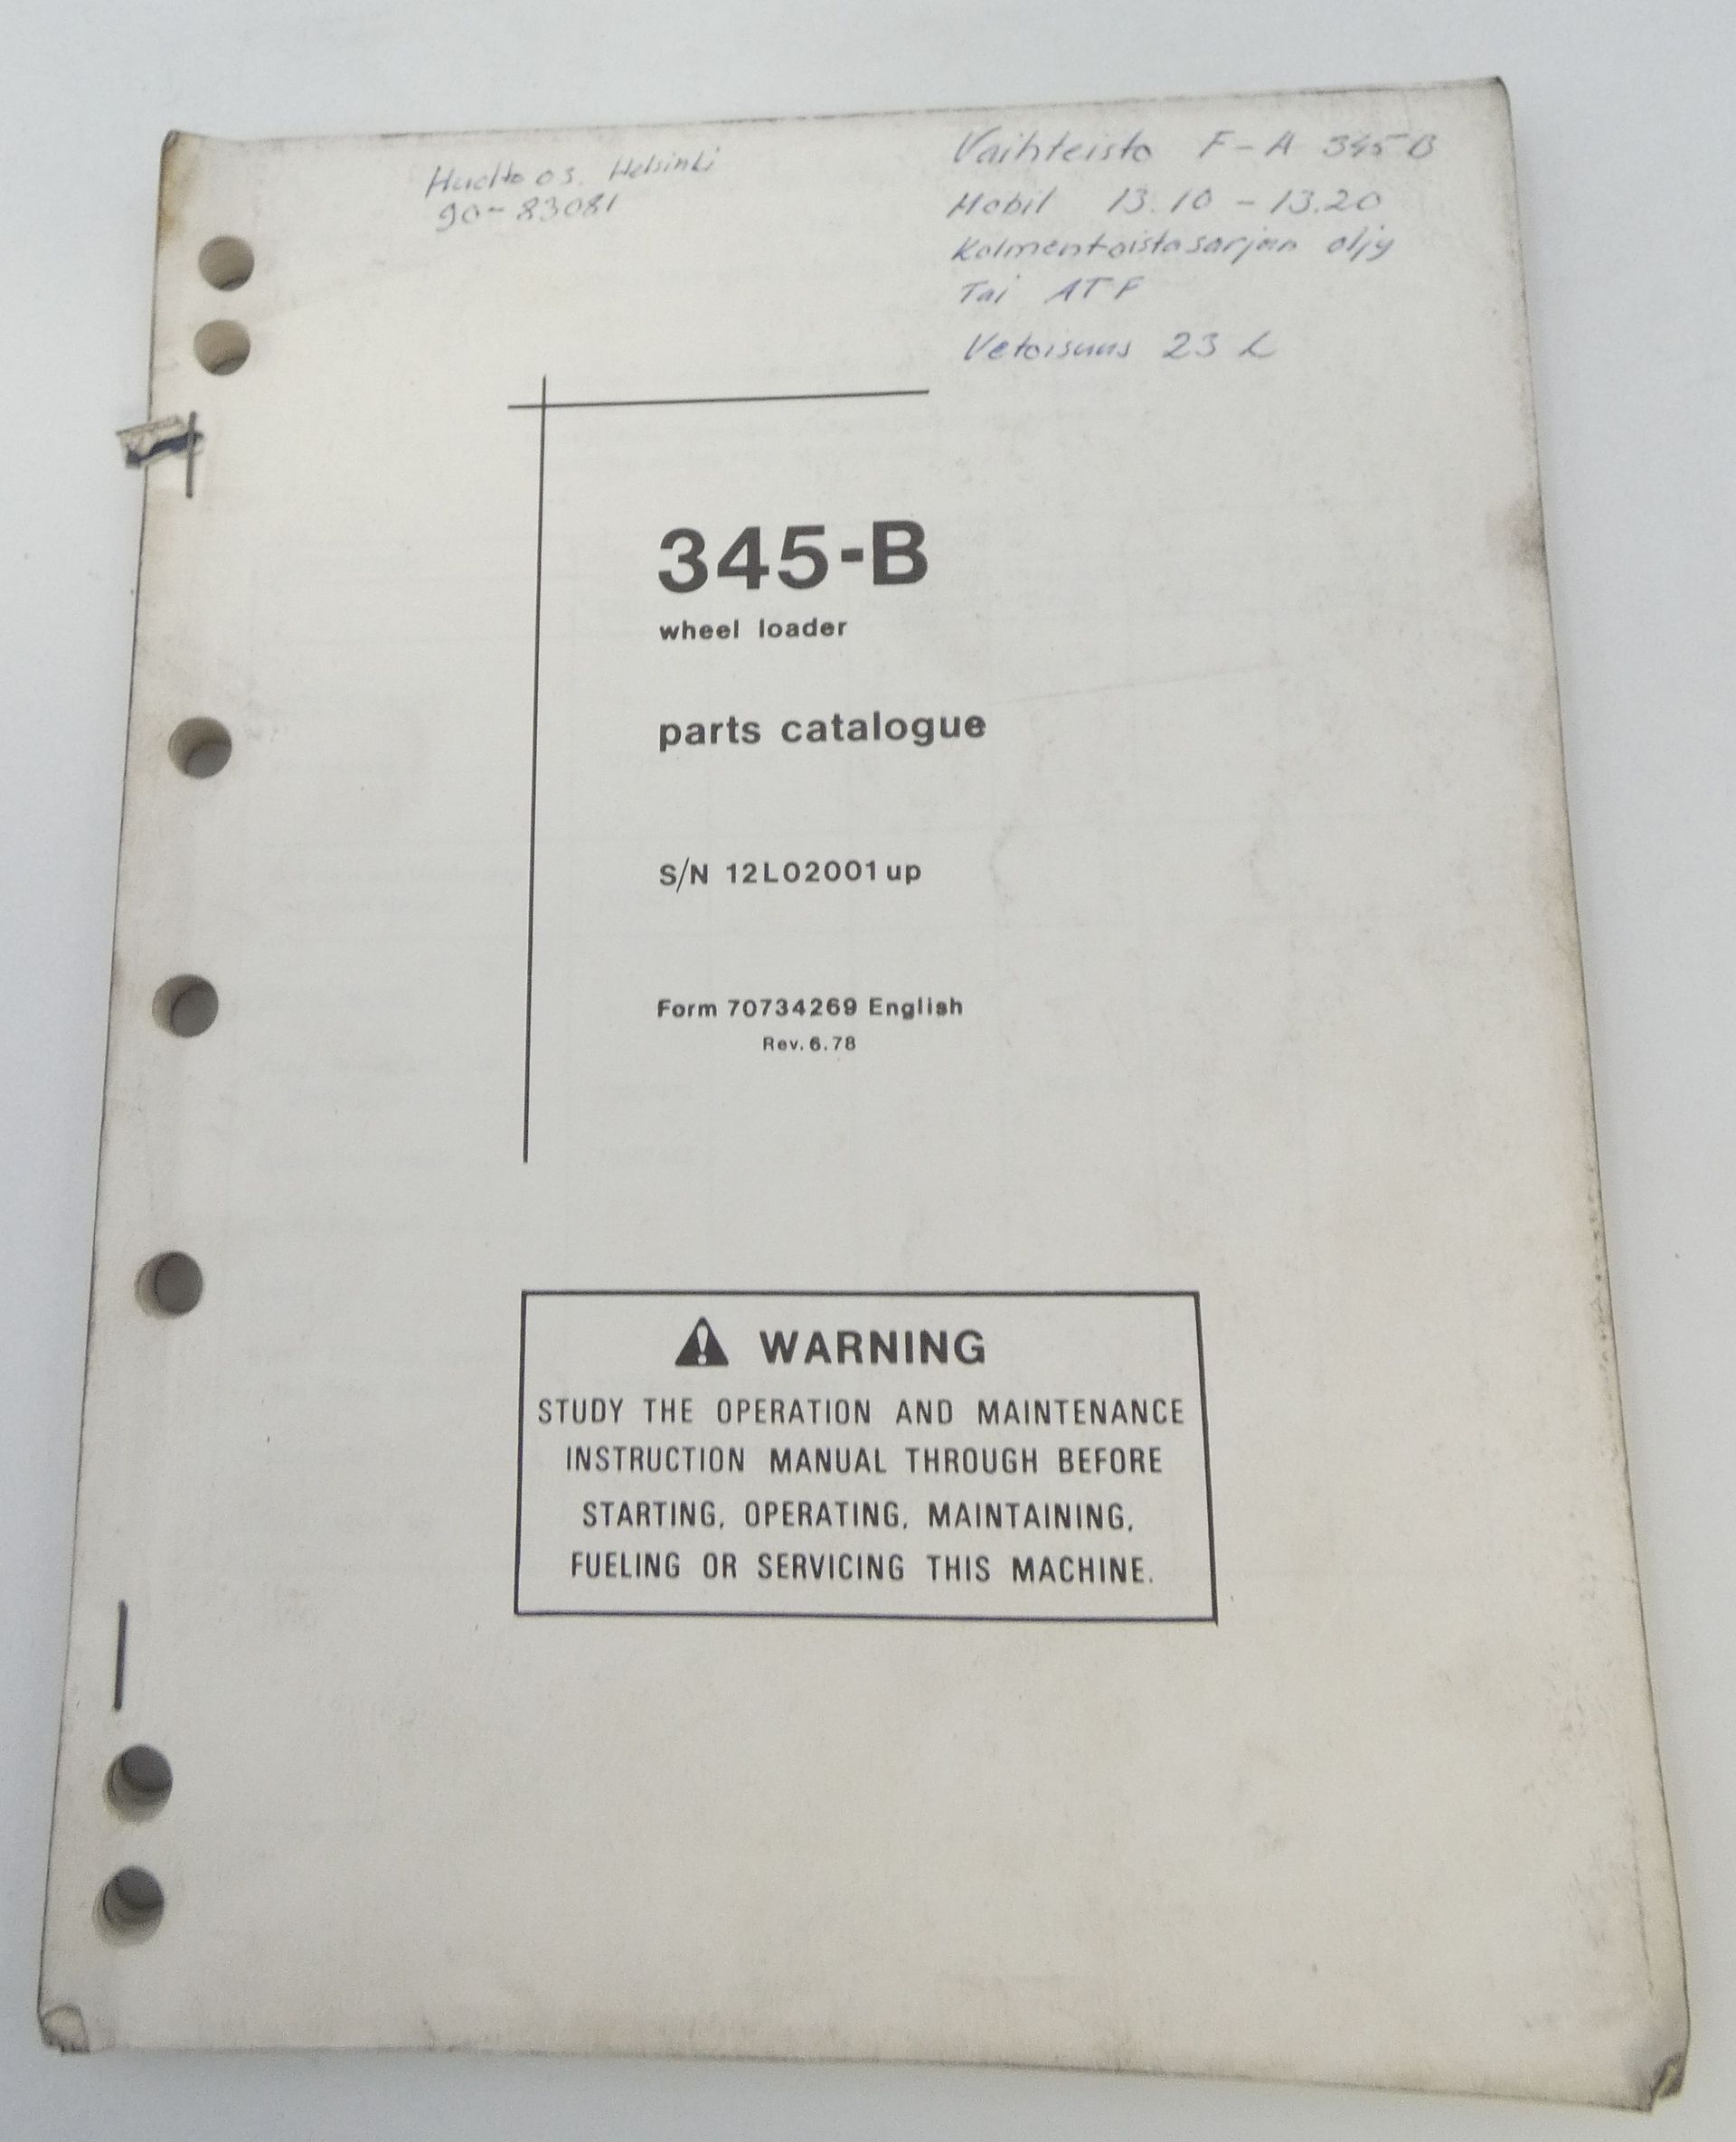 Huolto os. Helsinki
90-83081
Vaihteisto F-A 345 B
Mobil 13.10 - 13.20
Kolmentoistasarjan öljy
Tai ATF
Vetoisuus 23 L
345-B
wheel loader
parts catalogue
S/N 12L02001 up
Form 70734269 English
Rev. 6.78
WARNING
STUDY THE OPERATION AND MAINTENANCE
INSTRUCTION MANUAL THROUGH BEFORE
STARTING, OPERATING, MAINTAINING,
FUELING OR SERVICING THIS MACHINE.